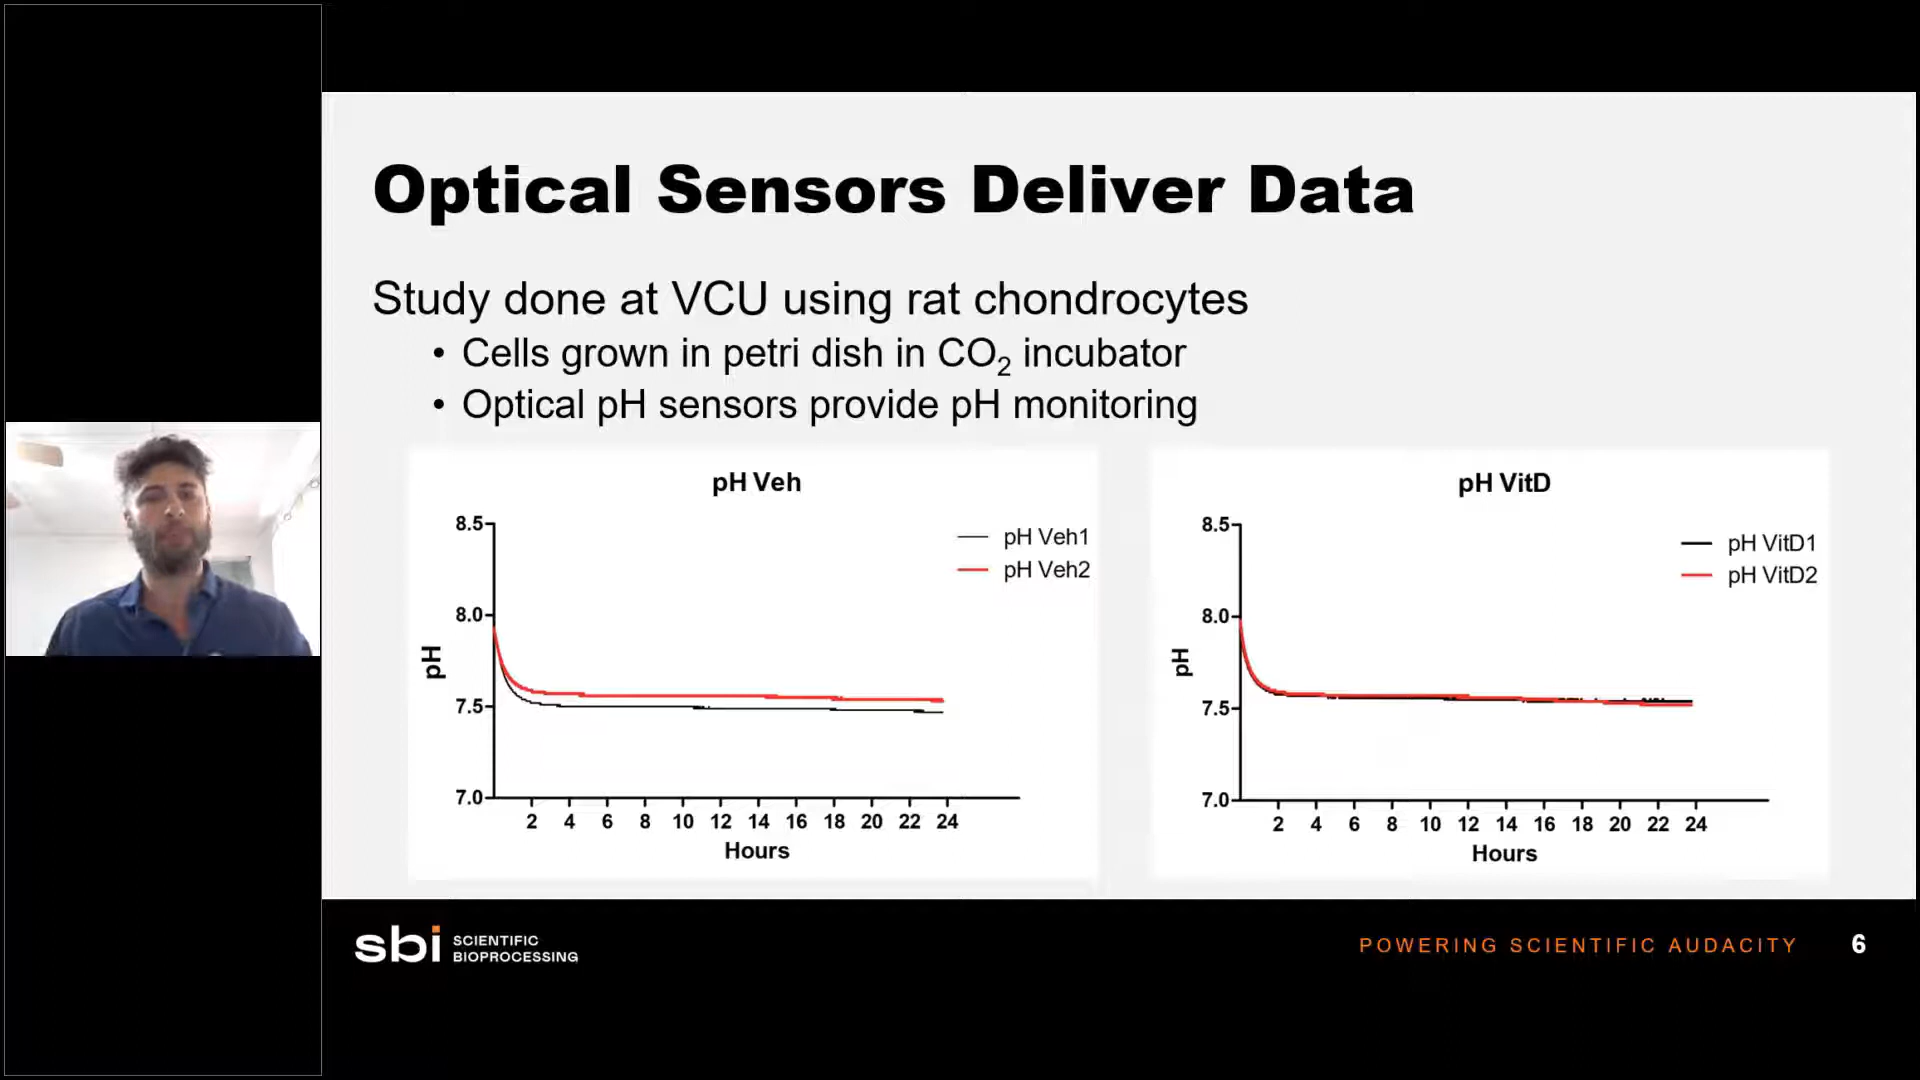 Optical Sensors Deliver Data
Study done at VCU using rat chondrocytes
• Cells grown in petri dish in CO₂ incubator
• Optical pH sensors provide pH monitoring
pH Veh
8.5
8.0
7.5
7.0
pH
pH Veh1
pH Veh2
2 4 6 8 10 12 14 16 18 20 22 24
Hours
pH VitD
8.5
8.0
7.5
7.0
pH
pH VitD1
pH VitD2
2 4 6 8 10 12 14 16 18 20 22 24
Hours
sbi SCIENTIFIC
BIOPROCESSING
POWERING SCIENTIFIC AUDACITY 6